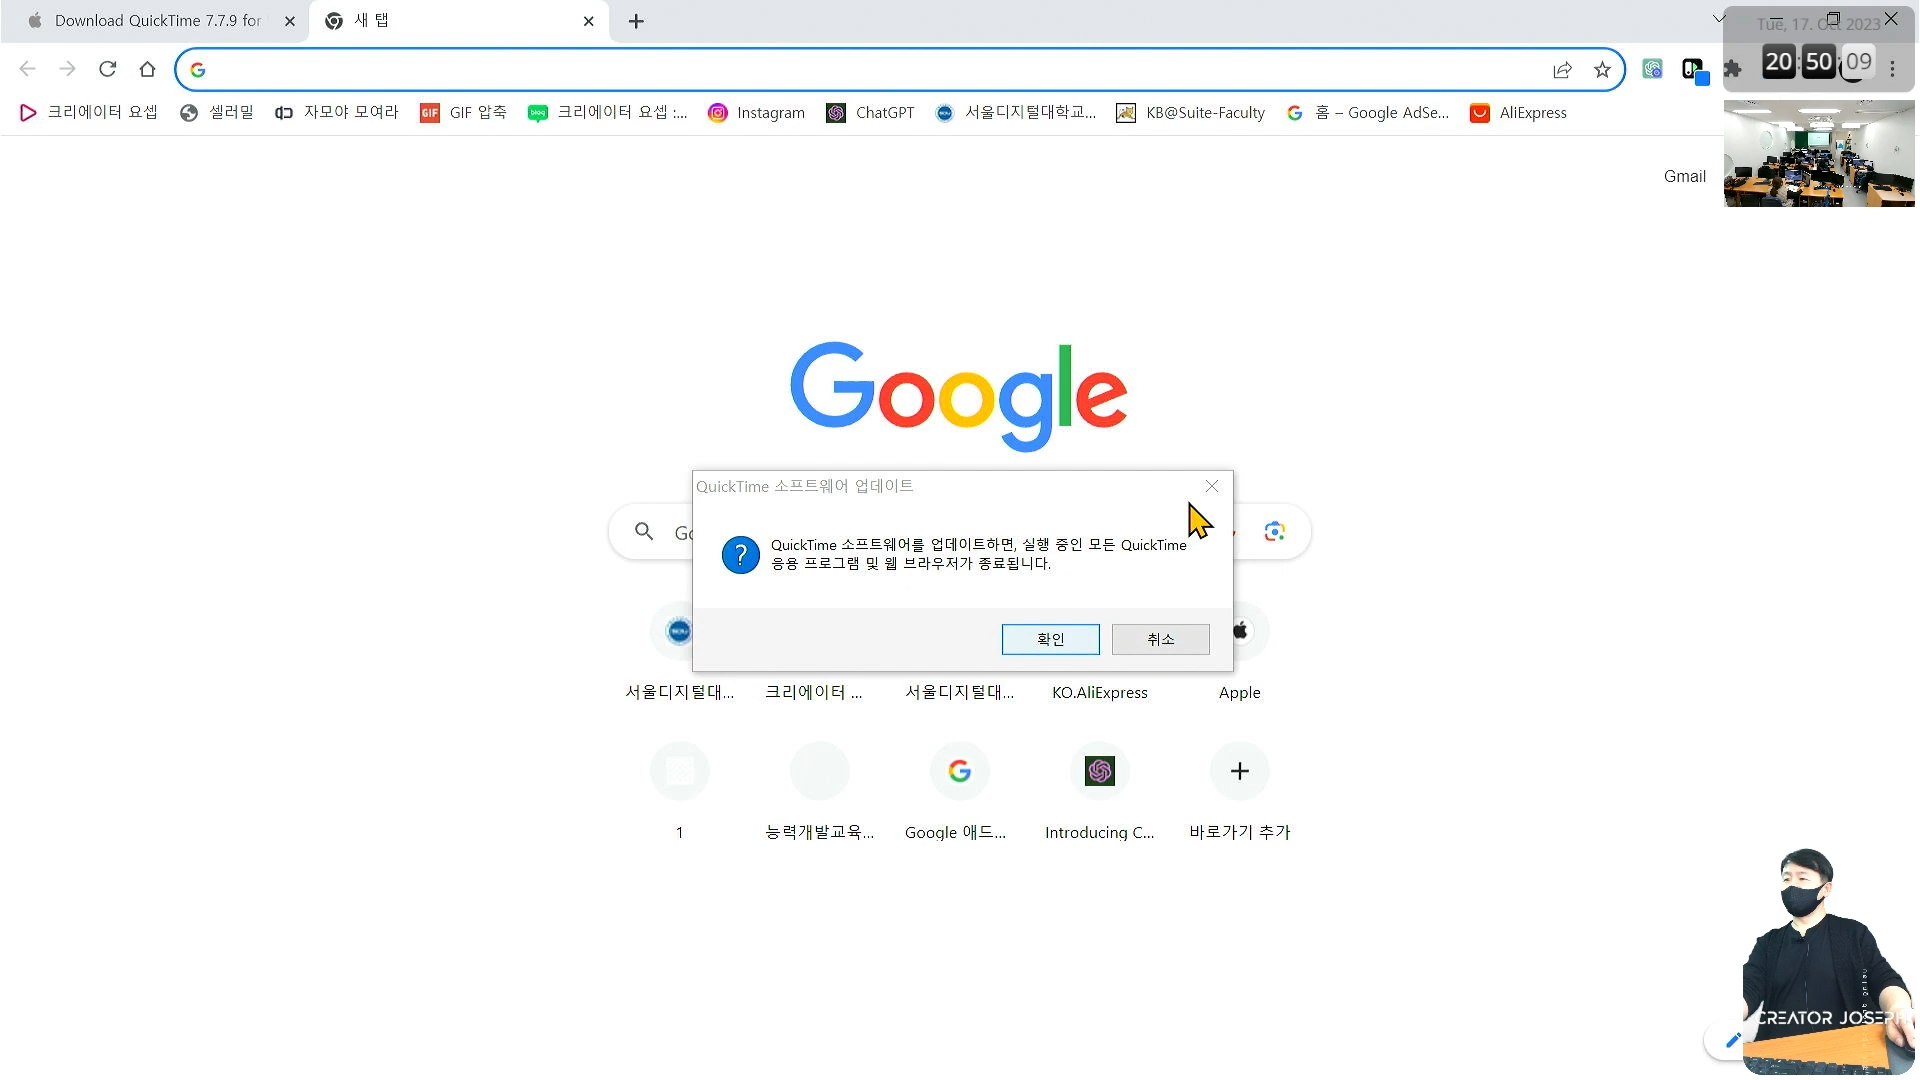 Download QuickTime 7.7.9 for
새 탭
Tue, 17. Oct 2023
20:50:09
크리에이터 요셉
셀러밀
자모야 모여라
GIF
GIF 압축
blog
크리에이터 요셉 :...
Instagram
ChatGPT
서울디지털대학교...
KB@Suite-Faculty
홈 – Google AdSe...
AliExpress
Gmail
Google
QuickTime 소프트웨어 업데이트
QuickTime 소프트웨어를 업데이트하면, 실행 중인 모든 QuickTime
응용 프로그램 및 웹 브라우저가 종료됩니다.
확인
취소
서울디지털대...
크리에이터 ...
서울디지털대...
KO.AliExpress
Apple
1
능력개발교육...
Google 애드...
Introducing C...
바로가기 추가
CREATOR JOSEPH